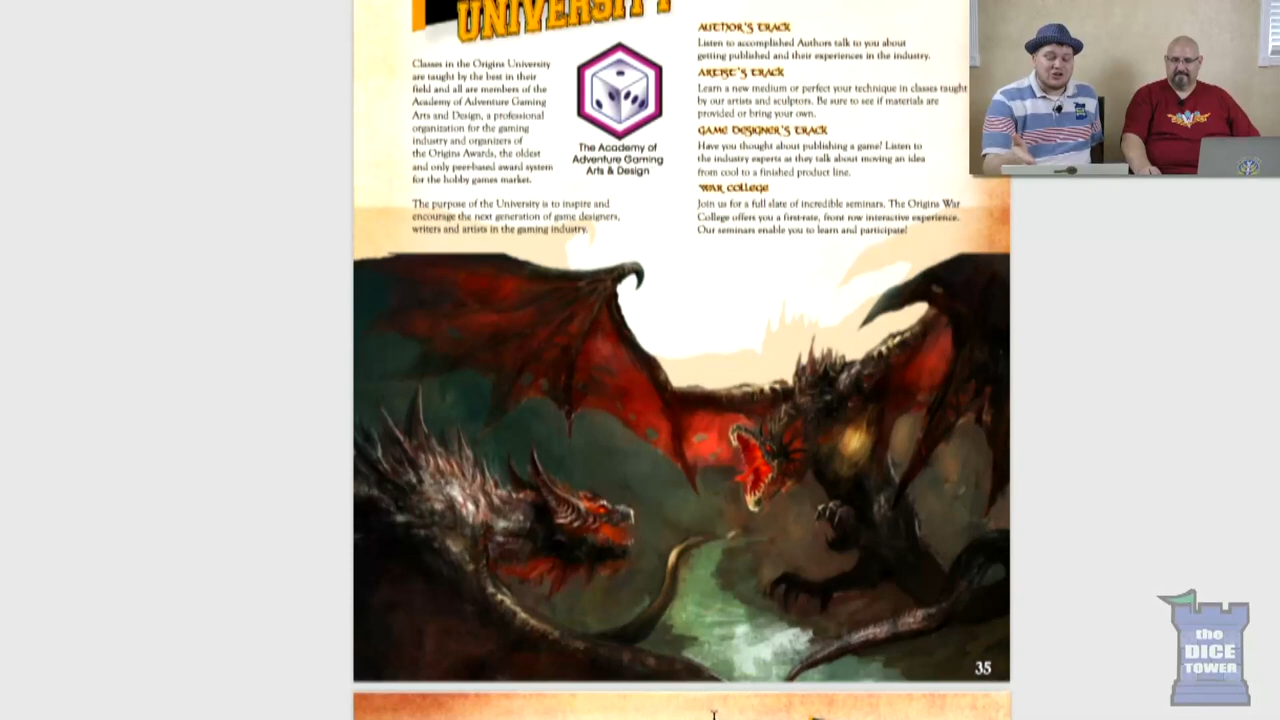 UNIVERSITY
Classes in the Origins University
are taught by the best in their
field and all are members of the
Academy of Adventure Gaming
Arts and Design, a professional
organization for the gaming
industry and organizers of
the Origins Awards, the oldest
and only peer-based award system
for the hobby games market.
The purpose of the University is to inspire and
encourage the next generation of game designers,
writers and artists in the gaming industry.
The Academy of
Adventure Gaming
Arts & Design
AUTHOR'S TRACK
Listen to accomplished Authors talk to you about
getting published and their experiences in the industry.
ARTIST'S TRACK
Learn a new medium or perfect your technique in classes taught
by our artists and sculptors. Be sure to see if materials are
provided or bring your own.
GAME DESIGNER'S TRACK
Have you thought about publishing a game? Listen to
the industry experts as they talk about moving an idea
from cool to a finished product line.
WAR COLLEGE
Join us for a full slate of incredible seminars. The Origins War
College offers you a first-rate, front row interactive experience.
Our seminars enable you to learn and participate!
35
the
DICE
TOWER